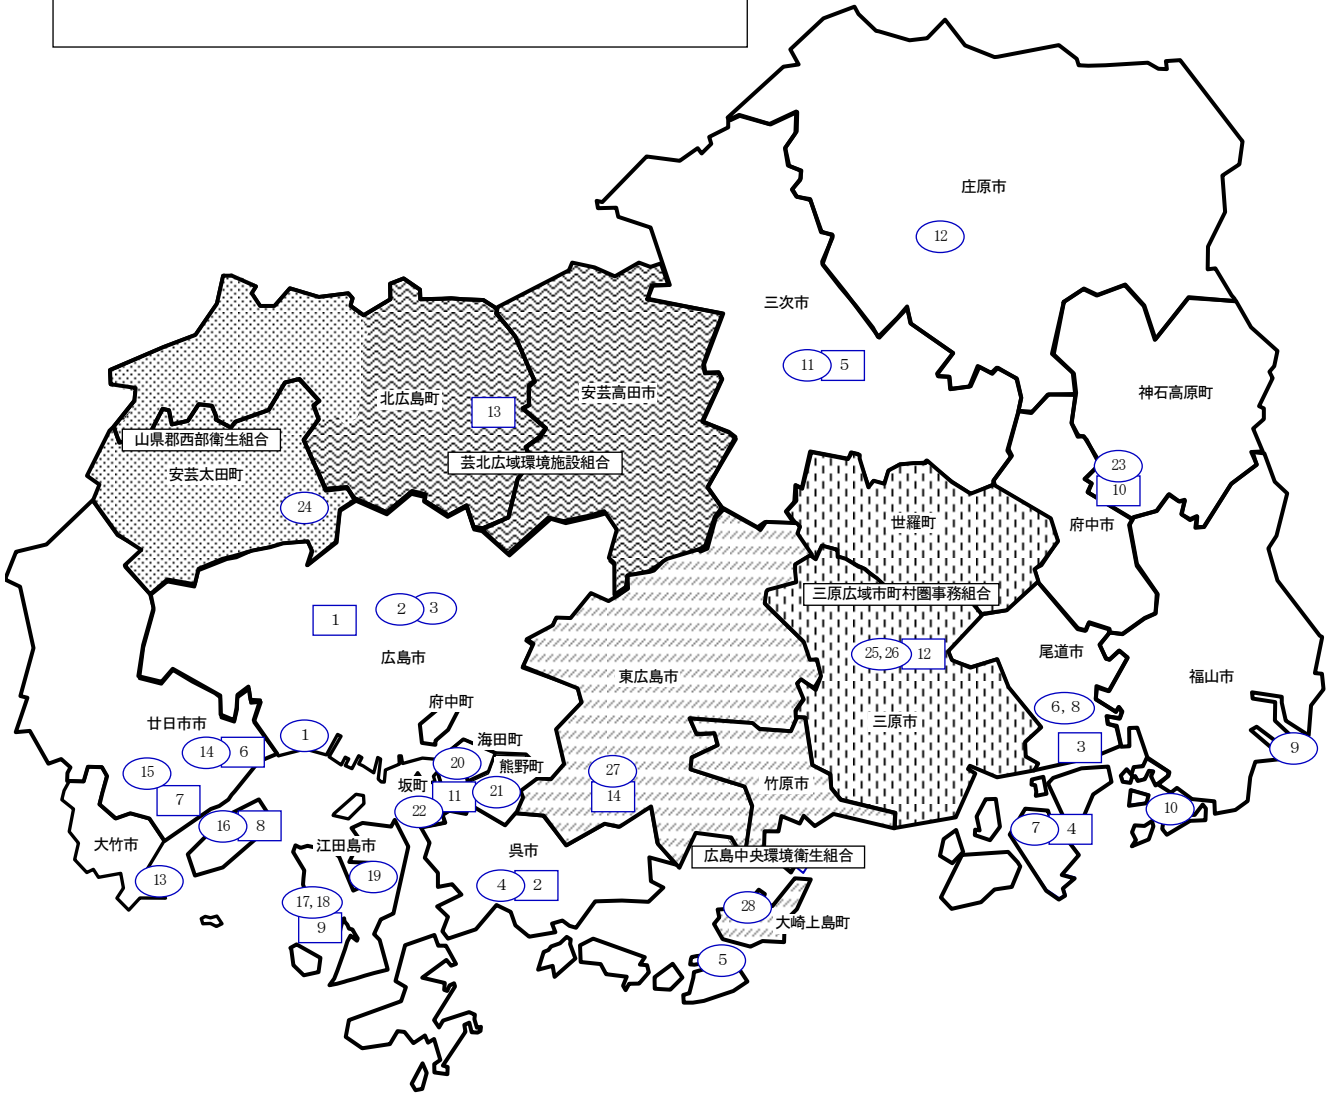 庄原市
12
三次市
11
5
神石高原町
北広島町
安芸高田市
13
山県郡西部衛生組合
芸北広域環境施設組合
安芸太田町
23
10
24
世羅町
府中市
三原広域市町村圏事務組合
1
2
3
広島市
25,26
12
尾道市
東広島市
福山市
府中町
6,8
三原市
廿日市市
1
海田町
3
9
14
6
20
熊野町
15
27
坂町
竹原市
7
11
21
14
10
22
16
8
7
4
大竹市
江田島市
呉市
広島中央環境衛生組合
13
19
4
2
17,18
28
9
大崎上島町
5